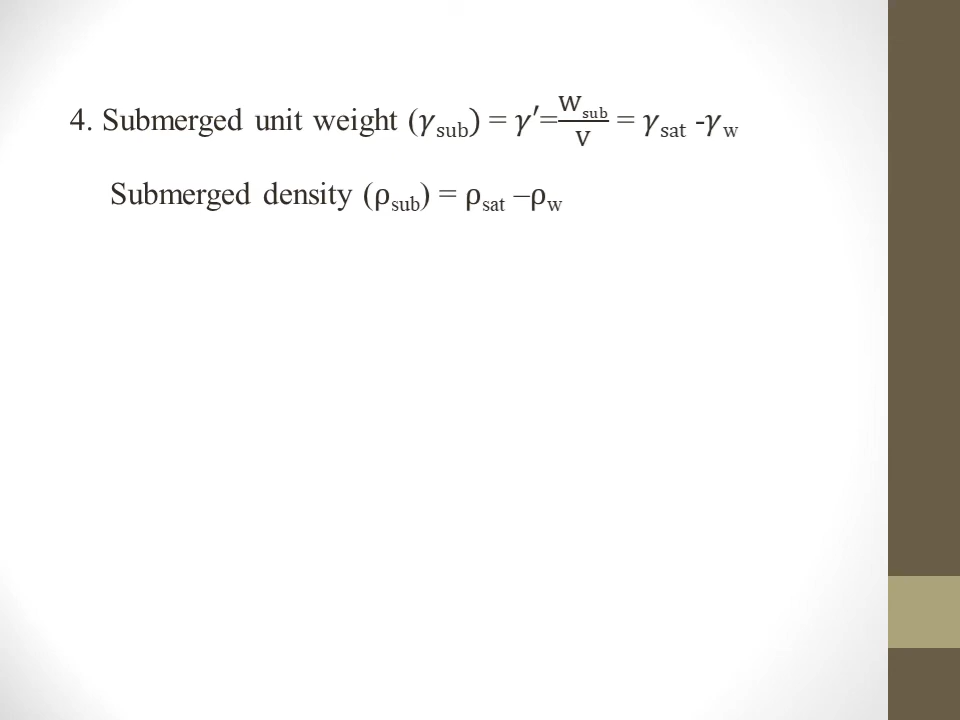 4. Submerged unit weight (γsub) = γ′=Wsub/V = γsat -γw
Submerged density (ρsub) = ρsat –ρw